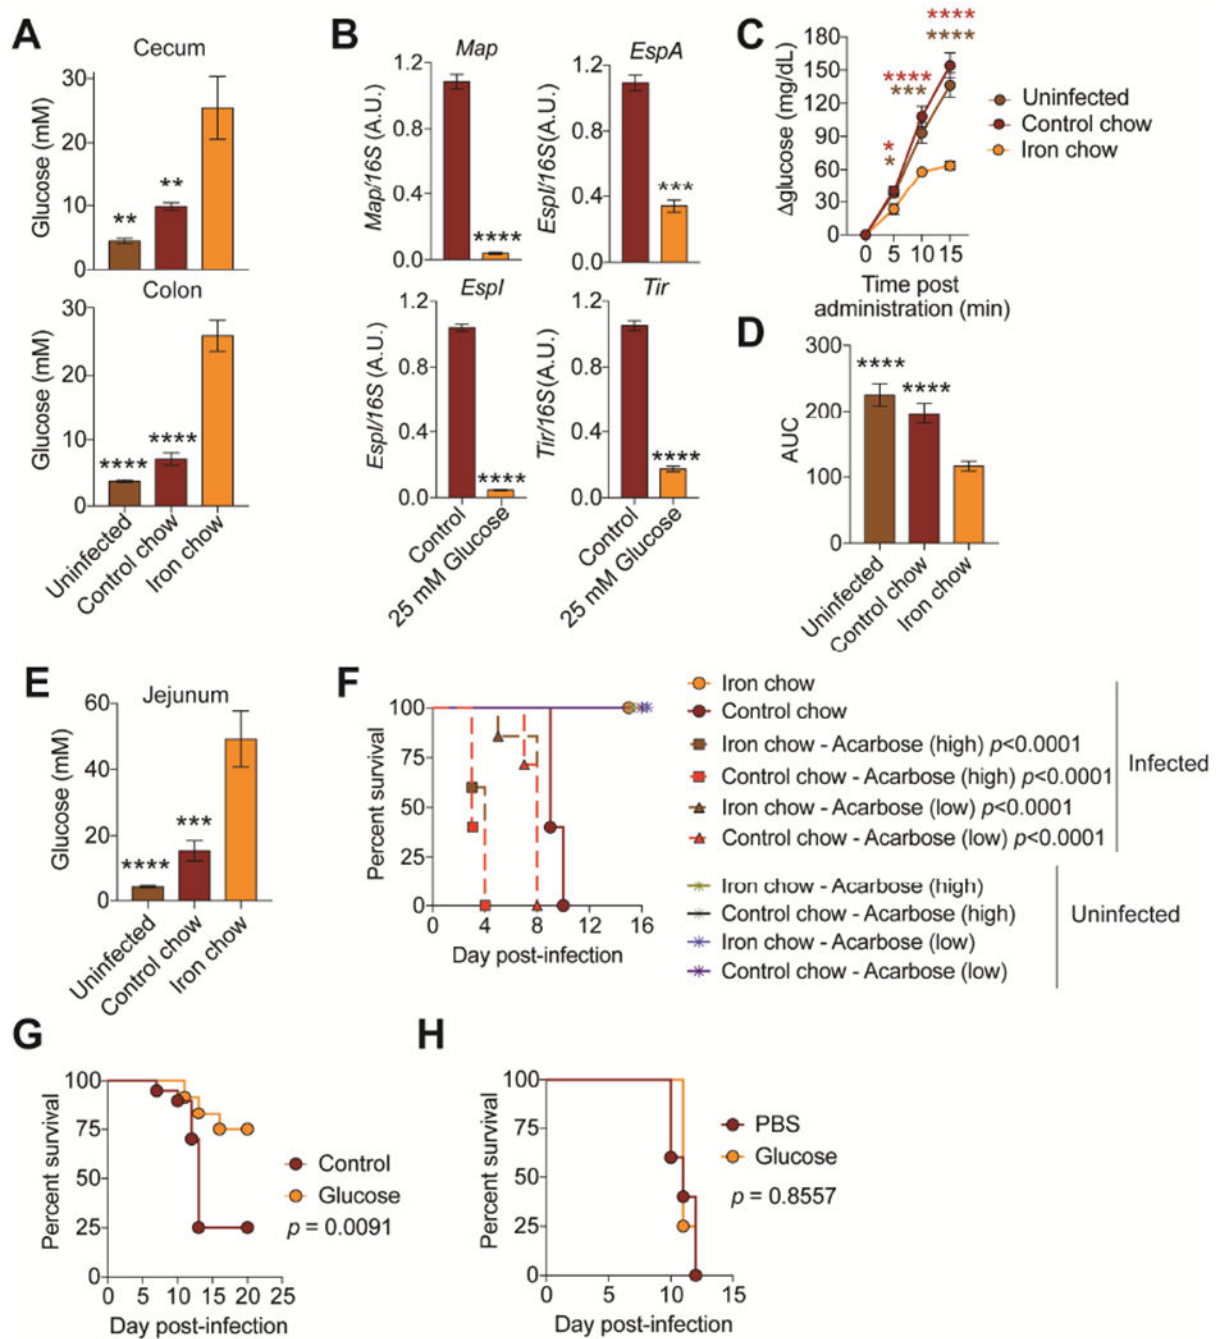 A
Cecum
Glucose (mM)
30
20
10
0
**
**
Colon
Glucose (mM)
30
20
10
0
****
****
Uninfected
Control chow
Iron chow
B
Map
Map/16S (A.U.)
1.2
0.8
0.4
0.0
****
EspA
EspI/16S(A.U.)
1.2
0.8
0.4
0.0
***
EspI
EspI/16S (A.U.)
1.2
0.8
0.4
0.0
****
Control
25 mM Glucose
Tir
Tir/16S(A.U.)
1.2
0.8
0.4
0.0
****
Control
25 mM Glucose
C
Δglucose (mg/dL)
180
150
120
90
60
30
0
****
****
****
***
*
*
0 5 10 15
Time post
administration (min)
Uninfected
Control chow
Iron chow
D
AUC
300
200
100
0
****
****
Uninfected
Control chow
Iron chow
E
Jejunum
Glucose (mM)
60
40
20
0
****
***
Uninfected
Control chow
Iron chow
F
Percent survival
100
75
50
25
0
0 4 8 12 16
Day post-infection
Iron chow
Control chow
Iron chow - Acarbose (high) p<0.0001
Control chow - Acarbose (high) p<0.0001
Iron chow - Acarbose (low) p<0.0001
Control chow - Acarbose (low) p<0.0001
Infected
Iron chow - Acarbose (high)
Control chow - Acarbose (high)
Iron chow - Acarbose (low)
Control chow - Acarbose (low)
Uninfected
G
Percent survival
100
75
50
25
0
0 5 10 15 20 25
Day post-infection
Control
Glucose
p = 0.0091
H
Percent survival
100
75
50
25
0
0 5 10 15
Day post-infection
PBS
Glucose
p = 0.8557